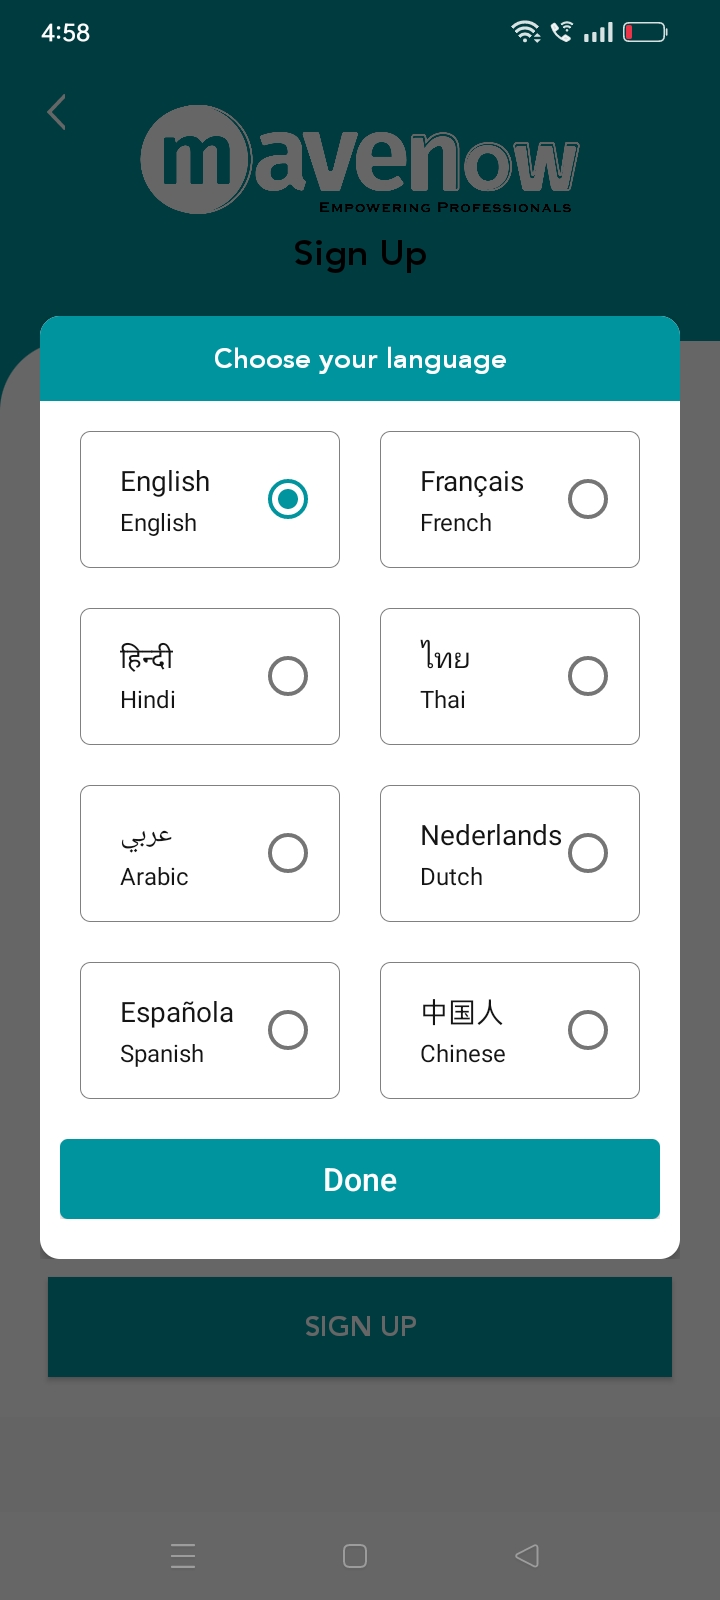 4:58
mavenow
EMPOWERING PROFESSIONALS
Sign Up
Choose your language
English
English
Français
French
हिन्दी
Hindi
ไทย
Thai
عربي
Arabic
Nederlands
Dutch
Española
Spanish
中国人
Chinese
Done
SIGN UP